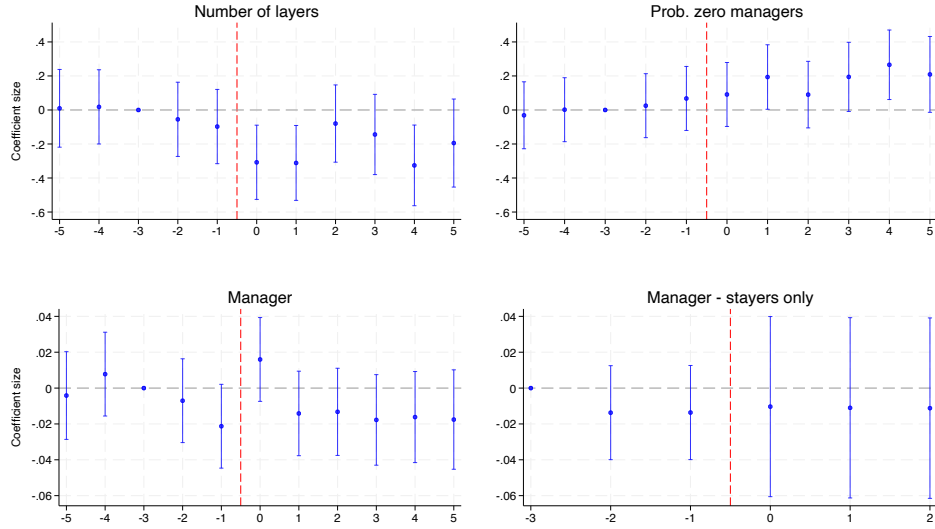 Number of layers
Coefficient size
.4
.2
0
-.2
-.4
-.6
-5 -4 -3 -2 -1 0 1 2 3 4 5
Prob. zero managers
.4
.2
0
-.2
-.4
-.6
-5 -4 -3 -2 -1 0 1 2 3 4 5
Manager
Coefficient size
.04
.02
0
-.02
-.04
-.06
-5 -4 -3 -2 -1 0 1 2 3 4 5
Manager - stayers only
.04
.02
0
-.02
-.04
-.06
-3 -2 -1 0 1 2